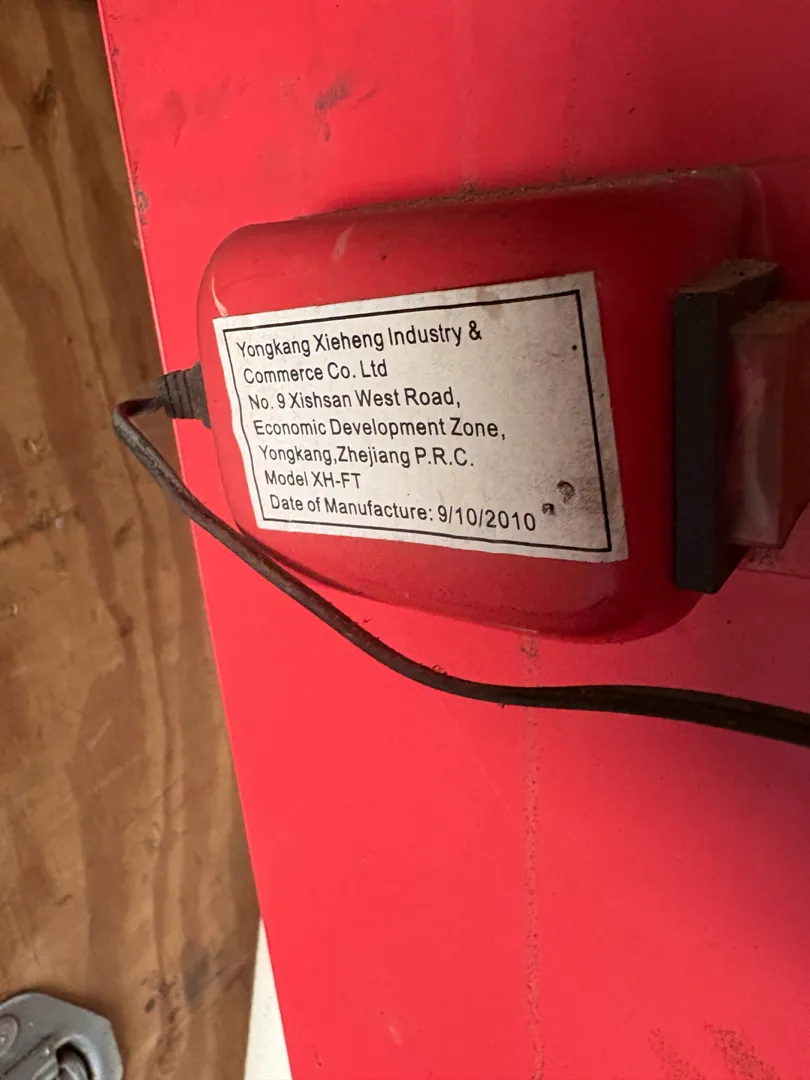 Yongkang Xieheng Industry &
Commerce Co. Ltd
No. 9 Xishsan West Road,
Economic Development Zone,
Yongkang,Zhejiang P.R.C.
Model XH-FT
Date of Manufacture: 9/10/2010